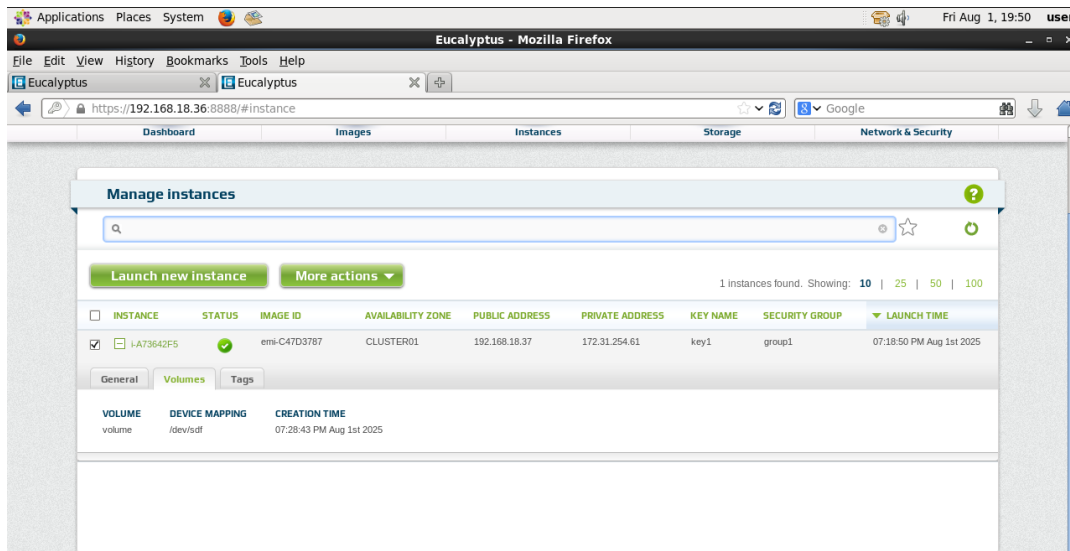 Applications Places System Fri Aug 1, 19:50 user
Eucalyptus - Mozilla Firefox
File Edit View History Bookmarks Tools Help
Eucalyptus Eucalyptus
https://192.168.18.36:8888/#instance Google
Dashboard Images Instances Storage Network & Security
Manage instances ?
Launch new instance More actions 1 instances found. Showing: 10 | 25 | 50 | 100
INSTANCE STATUS IMAGE ID AVAILABILITY ZONE PUBLIC ADDRESS PRIVATE ADDRESS KEY NAME SECURITY GROUP LAUNCH TIME
i-A73642F5 emi-C47D3787 CLUSTER01 192.168.18.37 172.31.254.61 key1 group1 07:18:50 PM Aug 1st 2025
General Volumes Tags
VOLUME DEVICE MAPPING CREATION TIME
volume /dev/sdf 07:28:43 PM Aug 1st 2025